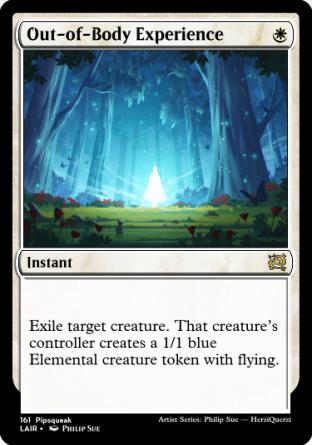 Out-of-Body Experience
Instant
Exile target creature. That creature's
controller creates a 1/1 blue
Elemental creature token with flying.
161 Pipsqueak
Artist Series: Philip Sue — HerziQuerzi
LAIR • Philip Sue